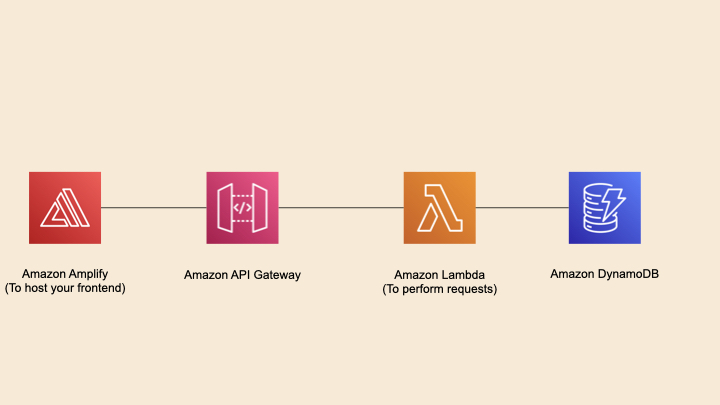 Amazon Amplify
(To host your frontend)
Amazon API Gateway
Amazon Lambda
(To perform requests)
Amazon DynamoDB